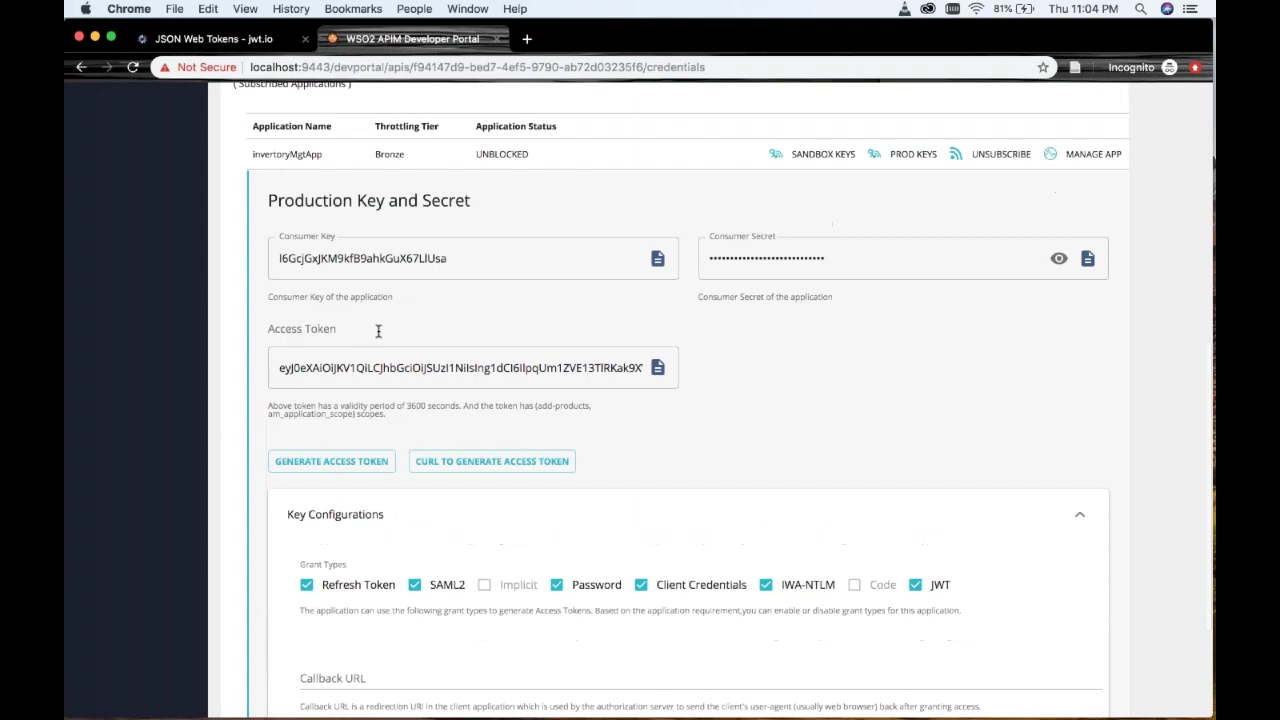 Chrome File Edit View History Bookmarks People Window Help 81% Thu 11:04 PM
JSON Web Tokens - jwt.io WSO2 APIM Developer Portal
Not Secure localhost:9443/devportal/apis/f94147d9-bed7-4ef5-9790-ab72d03235f6/credentials Incognito
( Subscribed Applications )
Application Name Throttling Tier Application Status
invertoryMgtApp Bronze UNBLOCKED SANDBOX KEYS PROD KEYS UNSUBSCRIBE MANAGE APP
Production Key and Secret
Consumer Key Consumer Secret
I6GcjGxJKM9kfB9ahkGuX67LlUsa •••••••••••••••••••••••••••
Consumer Key of the application Consumer Secret of the application
Access Token
eyJ0eXAiOiJKV1QiLCJhbGciOiJSUzI1NiIsIng1dCI6IlpqUm1ZVE13TlRKak9X
Above token has a validity period of 3600 seconds. And the token has (add-products,
am_application_scope) scopes.
GENERATE ACCESS TOKEN CURL TO GENERATE ACCESS TOKEN
Key Configurations
Grant Types
Refresh Token SAML2 Implicit Password Client Credentials IWA-NTLM Code JWT
The application can use the following grant types to generate Access Tokens. Based on the application requirement,you can enable or disable grant types for this application.
Callback URL
Callback URL is a redirection URI in the client application which is used by the authorization server to send the client's user-agent (usually web browser) back after granting access.